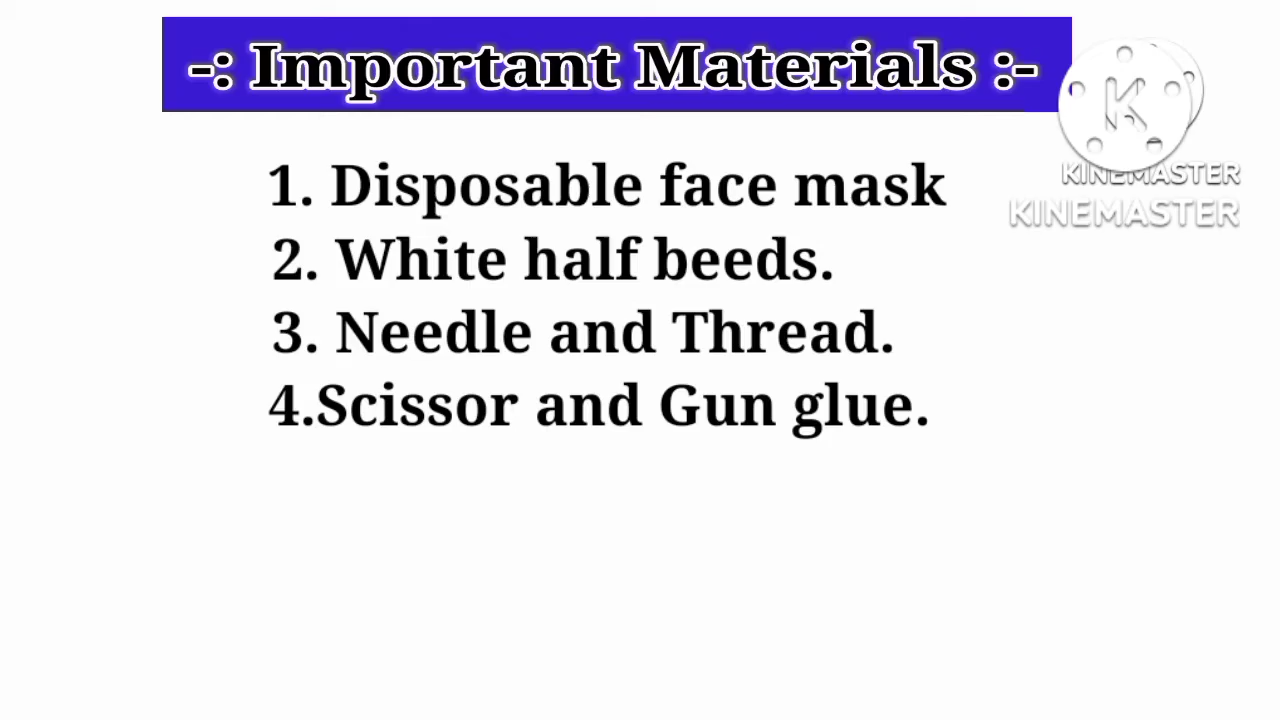 -: Important Materials :-
1. Disposable face mask
2. White half beeds.
3. Needle and Thread.
4.Scissor and Gun glue.
K
KINEMASTER
KINEMASTER